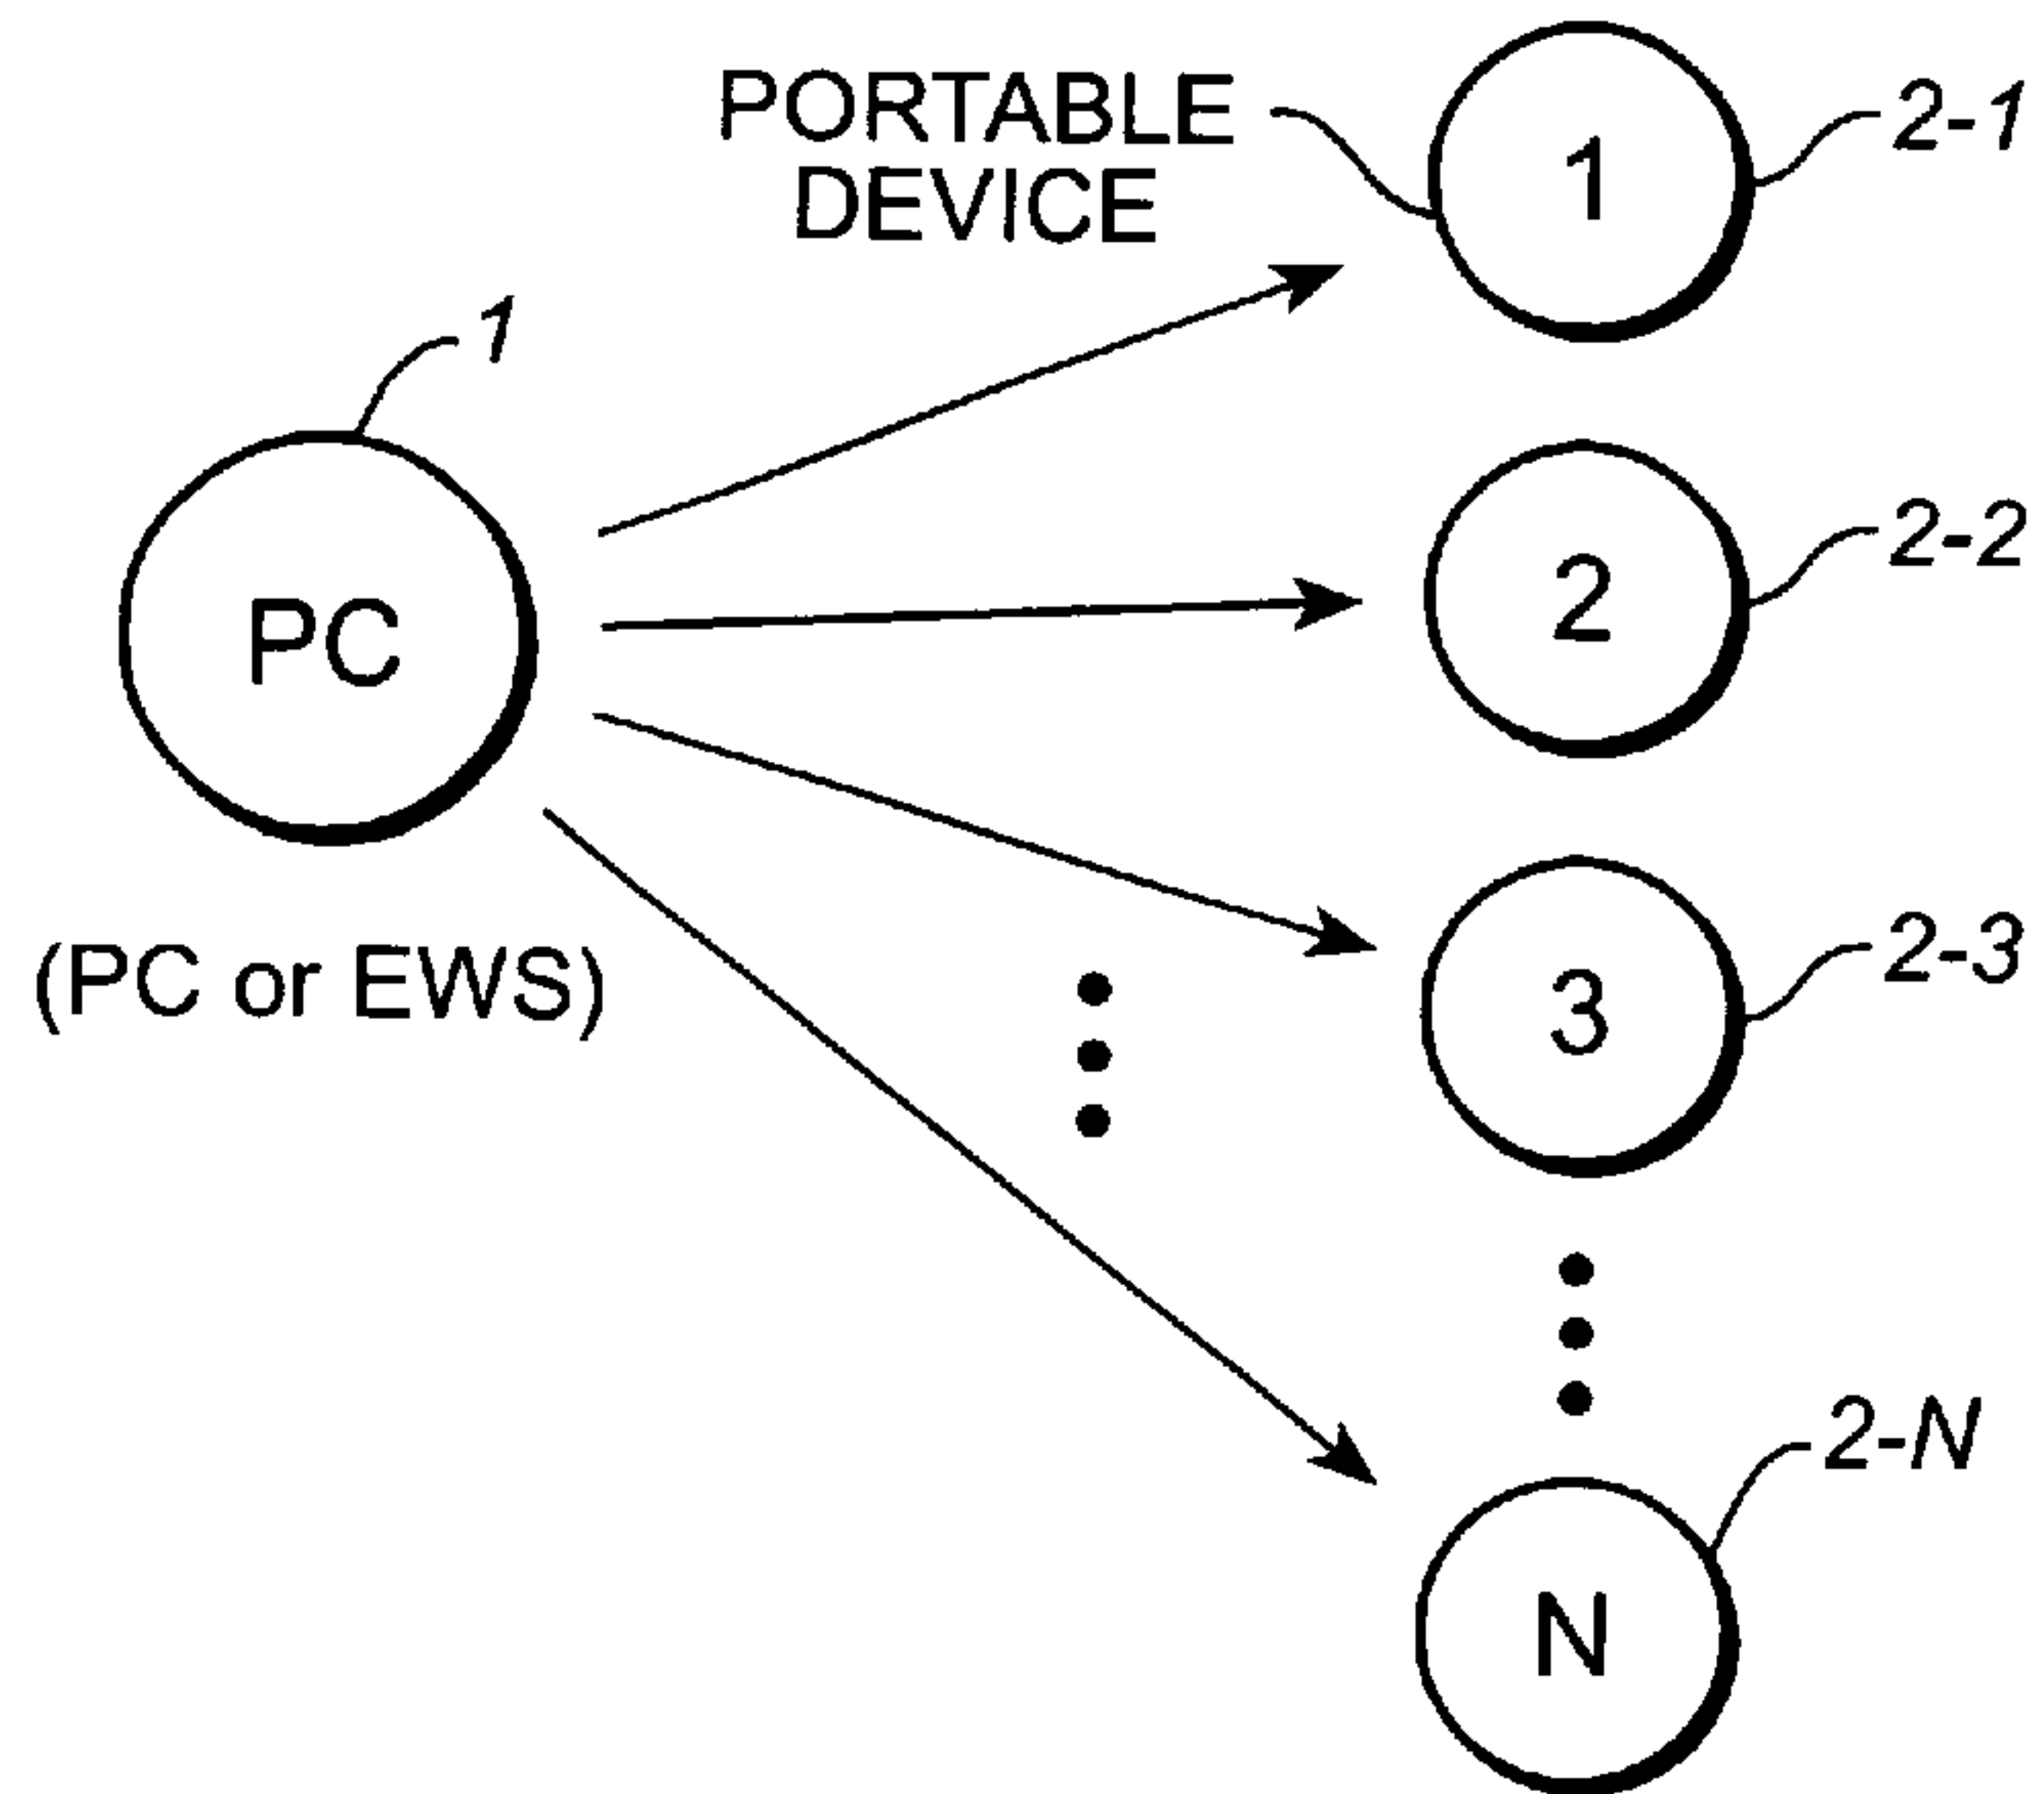 PORTABLE
DEVICE
1
2-1
1
PC
(PC or EWS)
2
2-2
3
2-3
N
2-N